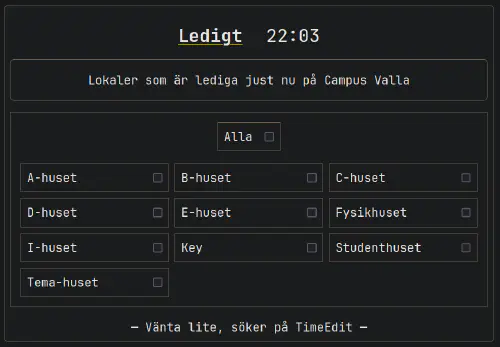 Ledigt 22:03
Lokaler som är lediga just nu på Campus Valla
Alla
A-huset B-huset C-huset
D-huset E-huset Fysikhuset
I-huset Key Studenthuset
Tema-huset
— Vänta lite, söker på TimeEdit —